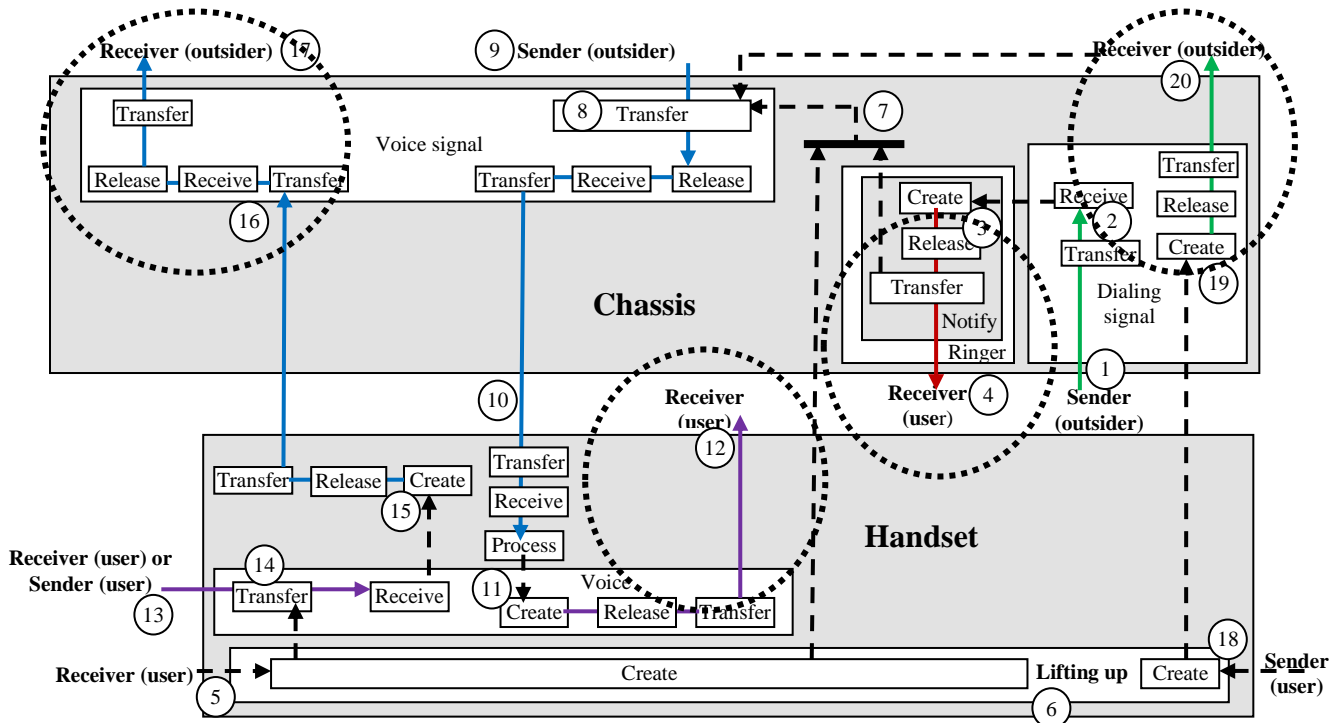 Receiver (outsider) 17
9 Sender (outsider)
Receiver (outsider)
20
Transfer
8 Transfer
7
Voice signal
Release Receive Transfer
Transfer Receive Release
16
Create
Receive
2
3
Release
Transfer
Notify
Ringer
Transfer
Release
Create
Transfer
19
Dialing
signal
Chassis
1
Receiver
(user)
4
Sender
(outsider)
10
Receiver
(user)
12
Transfer Release Create
15
Transfer
Receive
Process
Handset
Receiver (user) or
Sender (user)
13
14
Transfer Receive
11
Voice
Create Release Transfer
18
Receiver (user)
5
Create
Lifting up
6
Create
Sender
(user)